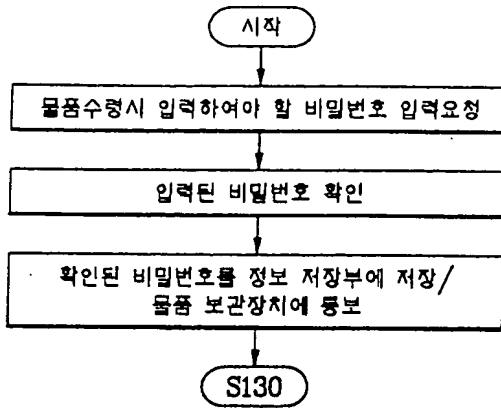 시작
물품수령시 입력하여야 할 비밀번호 입력요청
입력된 비밀번호 확인
확인된 비밀번호를 정보 저장부에 저장/
물품 보관장치에 통보
S130